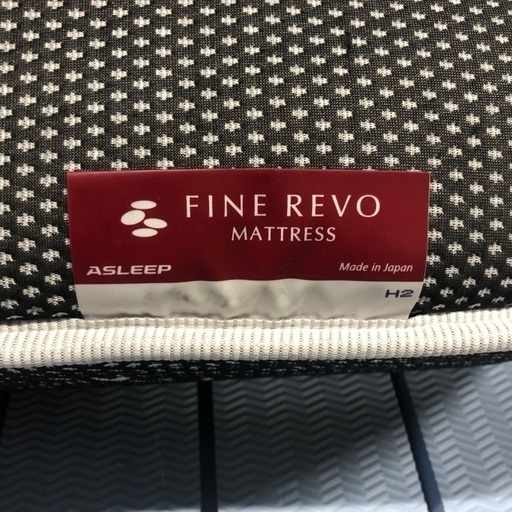 FINE REVO
MATTRESS
ASLEEP
Made in Japan
H2